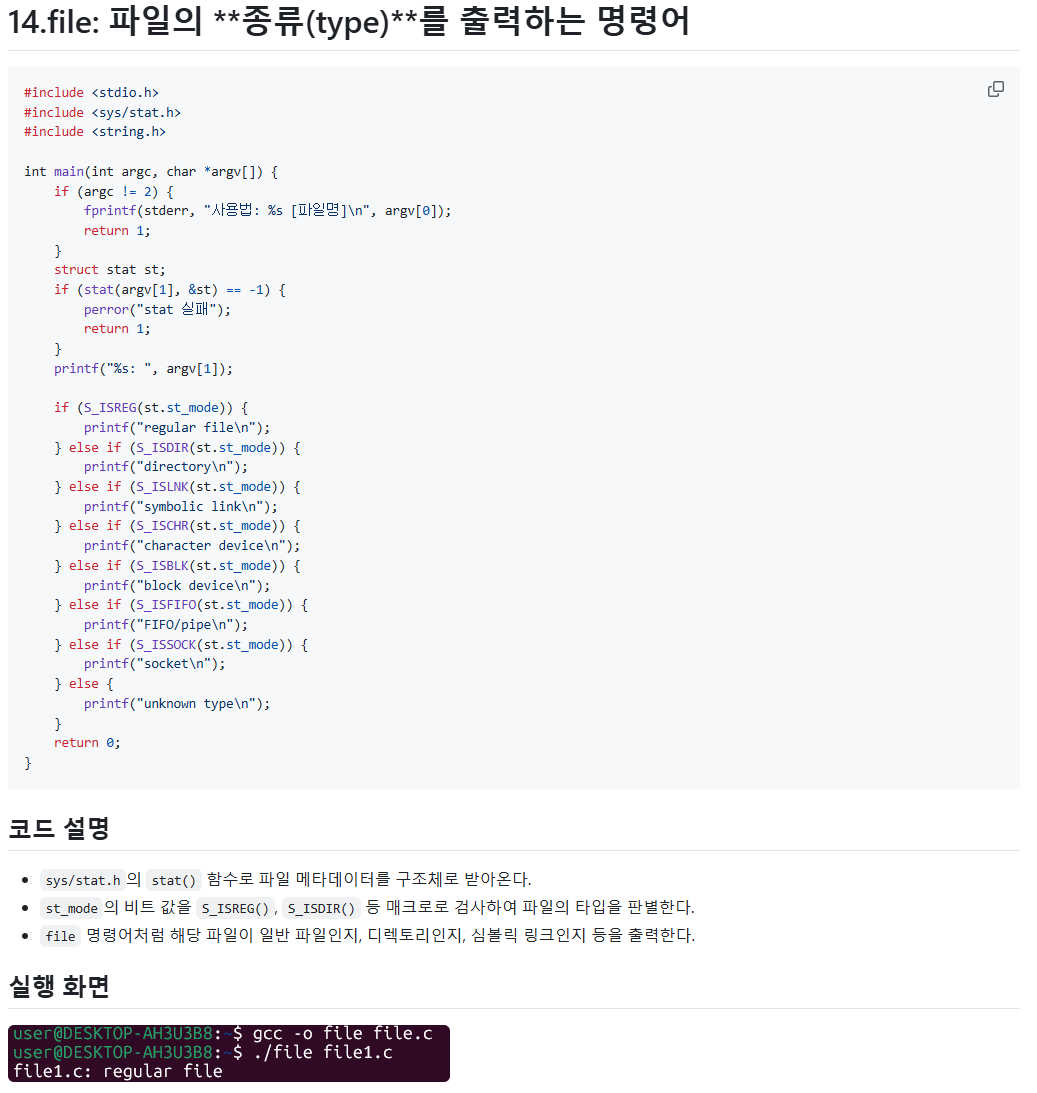 14.file: 파일의 **종류(type)**를 출력하는 명령어
#include <stdio.h>
#include <sys/stat.h>
#include <string.h>
int main(int argc, char *argv[]) {
    if (argc != 2) {
        fprintf(stderr, "사용법: %s [파일명]\n", argv[0]);
        return 1;
    }
    struct stat st;
    if (stat(argv[1], &st) == -1) {
        perror("stat 실패");
        return 1;
    }
    printf("%s: ", argv[1]);
    if (S_ISREG(st.st_mode)) {
        printf("regular file\n");
    } else if (S_ISDIR(st.st_mode)) {
        printf("directory\n");
    } else if (S_ISLNK(st.st_mode)) {
        printf("symbolic link\n");
    } else if (S_ISCHR(st.st_mode)) {
        printf("character device\n");
    } else if (S_ISBLK(st.st_mode)) {
        printf("block device\n");
    } else if (S_ISFIFO(st.st_mode)) {
        printf("FIFO/pipe\n");
    } else if (S_ISSOCK(st.st_mode)) {
        printf("socket\n");
    } else {
        printf("unknown type\n");
    }
    return 0;
}
코드 설명
• sys/stat.h 의 stat() 함수로 파일 메타데이터를 구조체로 받아온다.
• st_mode 의 비트 값을 S_ISREG() , S_ISDIR() 등 매크로로 검사하여 파일의 타입을 판별한다.
• file 명령어처럼 해당 파일이 일반 파일인지, 디렉토리인지, 심볼릭 링크인지 등을 출력한다.
실행 화면
user@DESKTOP-AH3U3B8:~$ gcc -o file file.c
user@DESKTOP-AH3U3B8:~$ ./file file1.c
file1.c: regular file